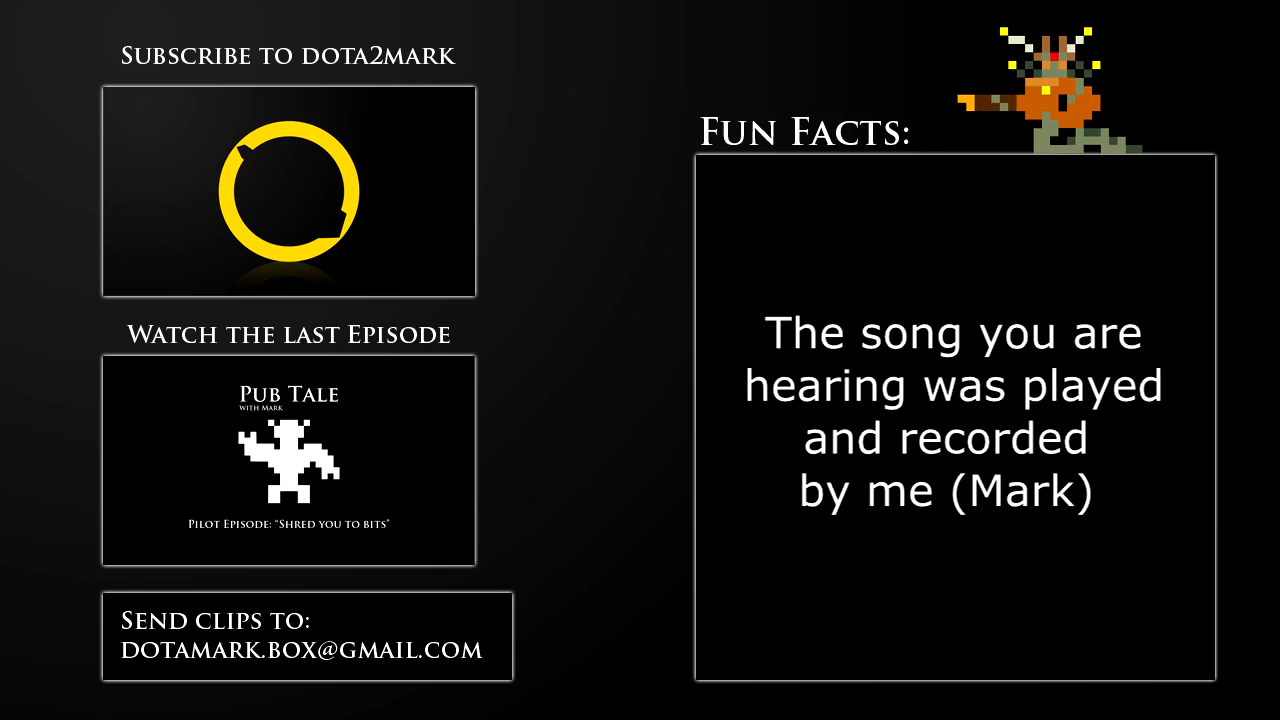 Subscribe to dota2mark
Watch the last Episode
Pub Tale
with Mark
Pilot Episode: “Shred you to bits”
Send clips to:
dotamark.box@gmail.com
Fun Facts:
The song you are
hearing was played
and recorded
by me (Mark)